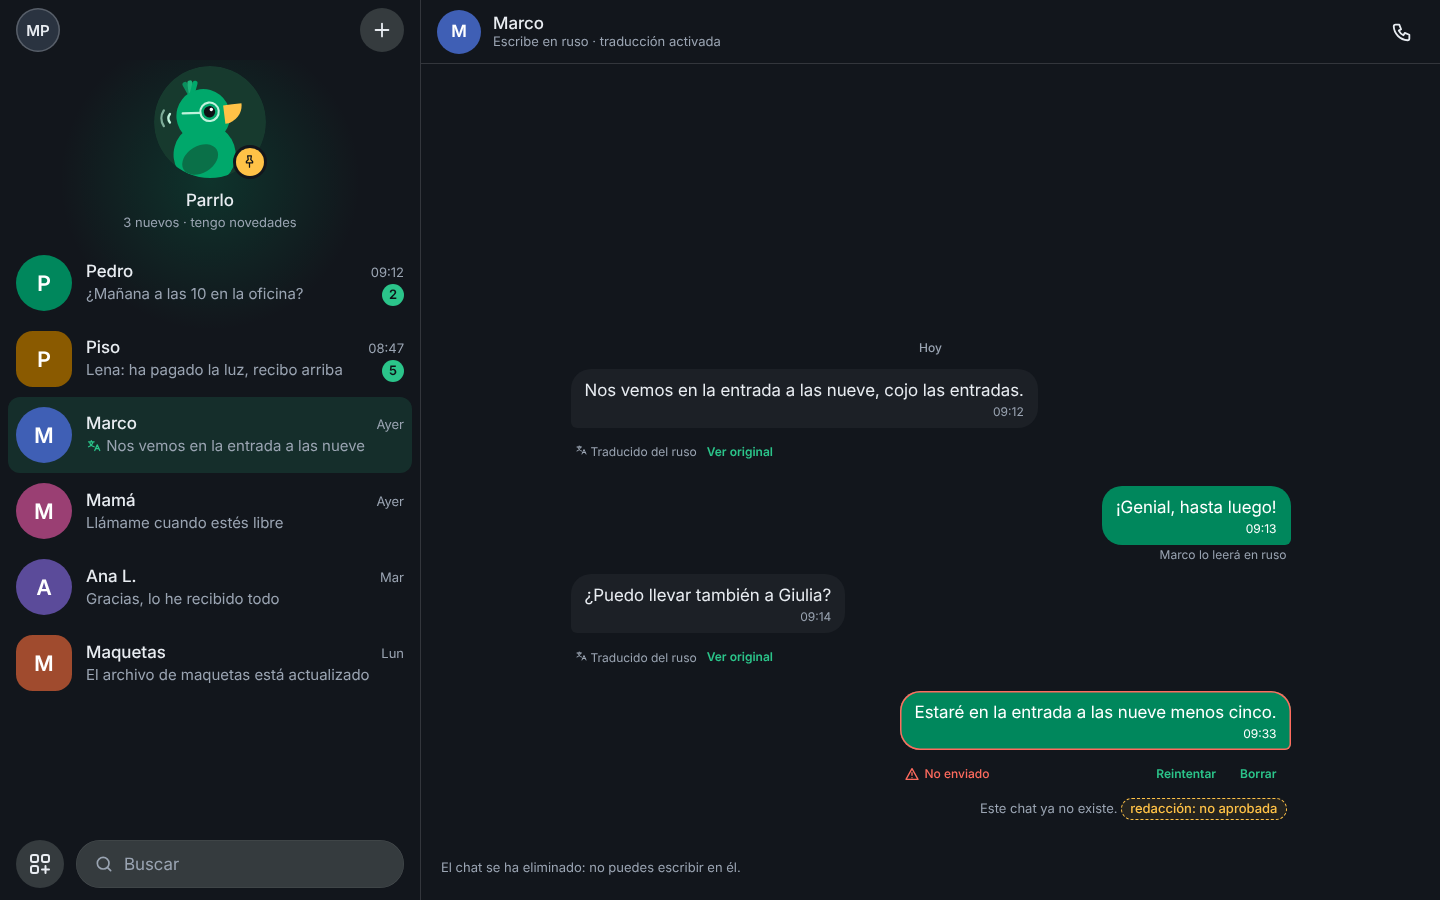 MP
Parrlo
3 nuevos · tengo novedades
P
Pedro
09:12
¿Mañana a las 10 en la oficina?
2
P
Piso
08:47
Lena: ha pagado la luz, recibo arriba
5
M
Marco
Ayer
Nos vemos en la entrada a las nueve
M
Mamá
Ayer
Llámame cuando estés libre
A
Ana L.
Mar
Gracias, lo he recibido todo
M
Maquetas
Lun
El archivo de maquetas está actualizado
Buscar
M
Marco
Escribe en ruso · traducción activada
Hoy
Nos vemos en la entrada a las nueve, cojo las entradas.
09:12
Traducido del ruso Ver original
¡Genial, hasta luego!
09:13
Marco lo leerá en ruso
¿Puedo llevar también a Giulia?
09:14
Traducido del ruso Ver original
Estaré en la entrada a las nueve menos cinco.
09:33
No enviado Reintentar Borrar
Este chat ya no existe. redacción: no aprobada
El chat se ha eliminado: no puedes escribir en él.